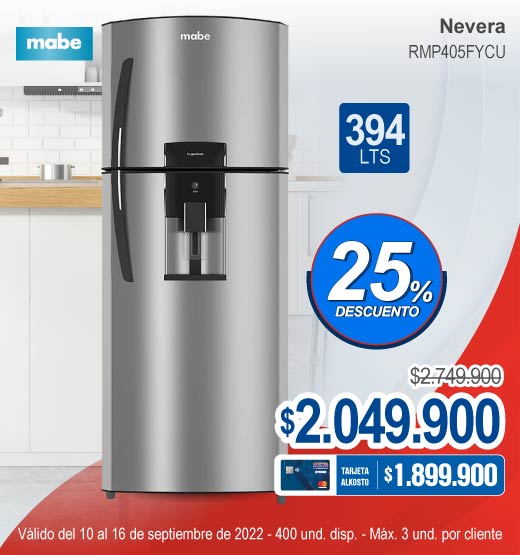 mabe
Nevera
RMP405FYCU
mabe
394
LTS
25%
DESCUENTO
$2.749.900
$2.049.900
TARJETA
ALKOSTO
$1.899.900
Válido del 10 al 16 de septiembre de 2022 - 400 und. disp. - Máx. 3 und. por cliente